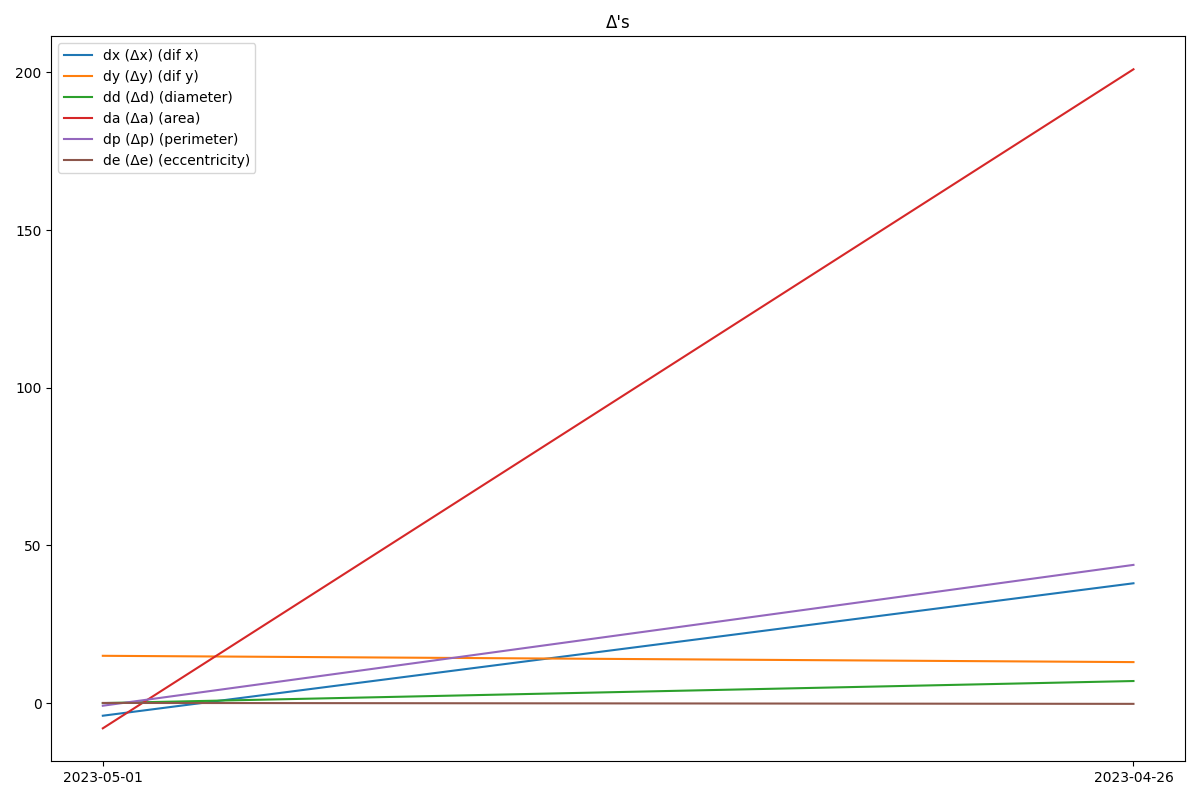 Δ's
dx (Δx) (dif x)
dy (Δy) (dif y)
dd (Δd) (diameter)
da (Δa) (area)
dp (Δp) (perimeter)
de (Δe) (eccentricity)
200
150
100
50
0
2023-05-01 2023-04-26